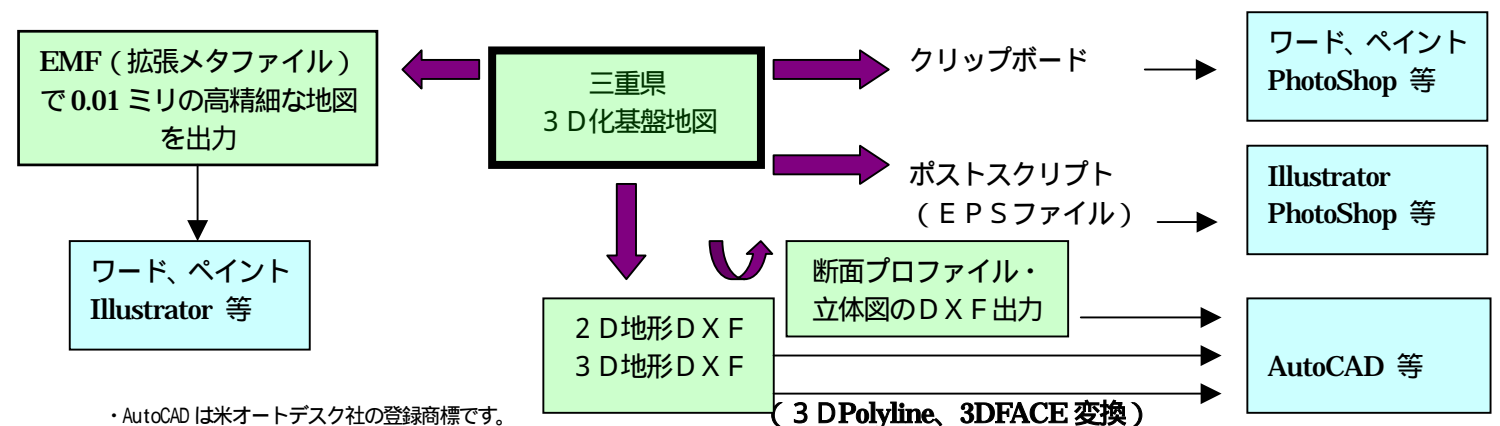 EMF（拡張メタファイル）
で 0.01 ミリの高精細な地図
を出力
ワード、ペイント
Illustrator 等
三重県
３Ｄ化基盤地図
クリップボード
ワード、ペイント
PhotoShop 等
ポストスクリプト
（ＥＰＳファイル）
Illustrator
PhotoShop 等
断面プロファイル・
立体図のＤＸＦ出力
２Ｄ地形ＤＸＦ
３Ｄ地形ＤＸＦ
AutoCAD 等
（３ＤPolyline、3DFACE 変換）
・AutoCAD は米オートデスク社の登録商標です。